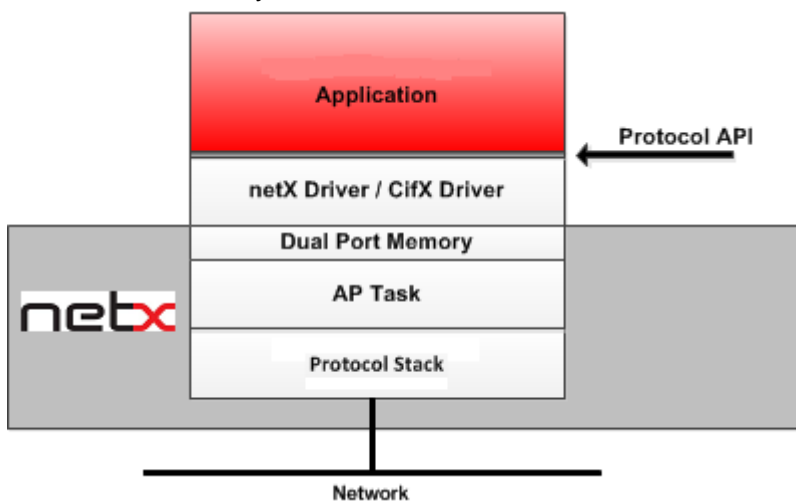 Application
Protocol API
netX Driver / CifX Driver
Dual Port Memory
AP Task
netx
Protocol Stack
Network